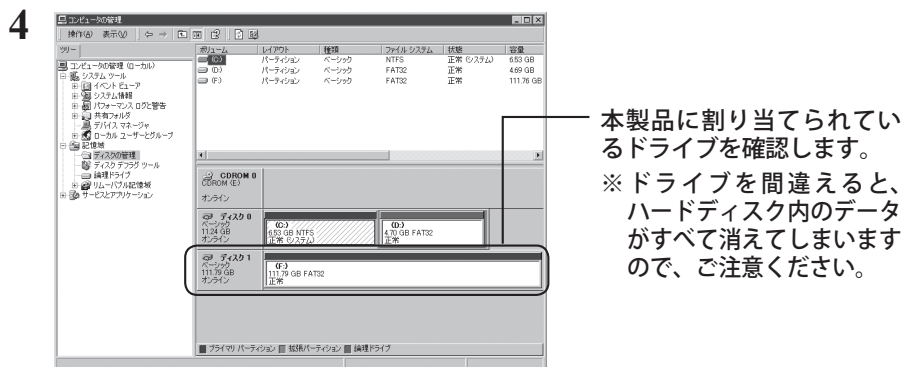 4
コンピュータの管理
操作(A) 表示(V)
ツリー
コンピュータの管理 (ローカル)
システム ツール
イベント ビューア
システム情報
パフォーマンス ログと警告
共有フォルダ
デバイス マネージャ
ローカル ユーザーとグループ
記憶域
ディスクの管理
ディスク デフラグ ツール
論理ドライブ
リムーバブル記憶域
サービスとアプリケーション
ボリューム レイアウト 種類 ファイル システム 状態 容量
(C:) パーティション ベーシック NTFS 正常 (システム) 6.53 GB
(D:) パーティション ベーシック FAT32 正常 4.69 GB
(F:) パーティション ベーシック FAT32 正常 111.76 GB
CDROM 0
CDROM (E:)
オンライン
ディスク 0
ベーシック
11.24 GB
オンライン
(C:)
6.53 GB NTFS
正常 (システム)
(D:)
4.70 GB FAT32
正常
ディスク 1
ベーシック
111.79 GB
オンライン
(F:)
111.79 GB FAT32
正常
プライマリ パーティション 拡張パーティション 論理ドライブ
本製品に割り当てられてい
るドライブを確認します。
※ドライブを間違えると、
ハードディスク内のデータ
がすべて消えてしまいます
ので、ご注意ください。